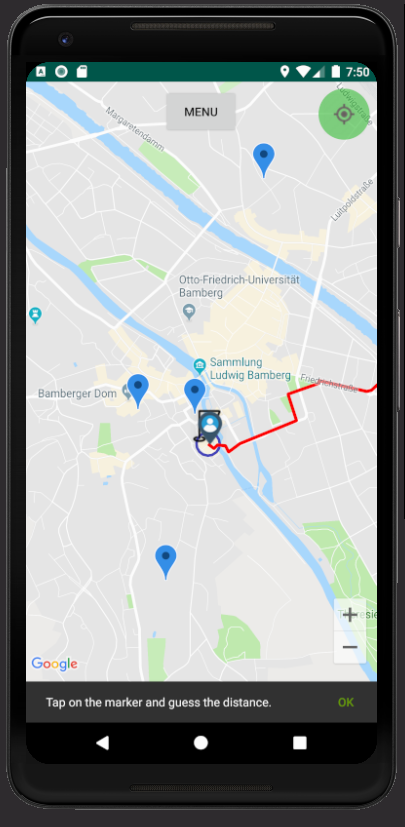 7:50
MENU
Margaretendamm
Ludwigstraße
Luitpoldstraße
Otto-Friedrich-Universität
Bamberg
Sammlung
Ludwig Bamberg
Friedrichstraße
Bamberger Dom
+
−
Google
Tap on the marker and guess the distance.
OK